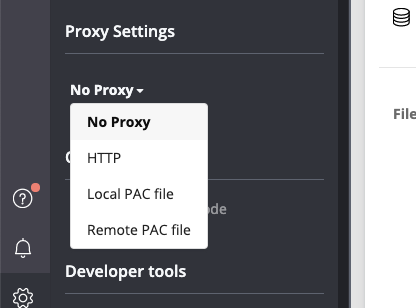 Proxy Settings
No Proxy
No Proxy
HTTP
Local PAC file
Remote PAC file
Developer tools
File